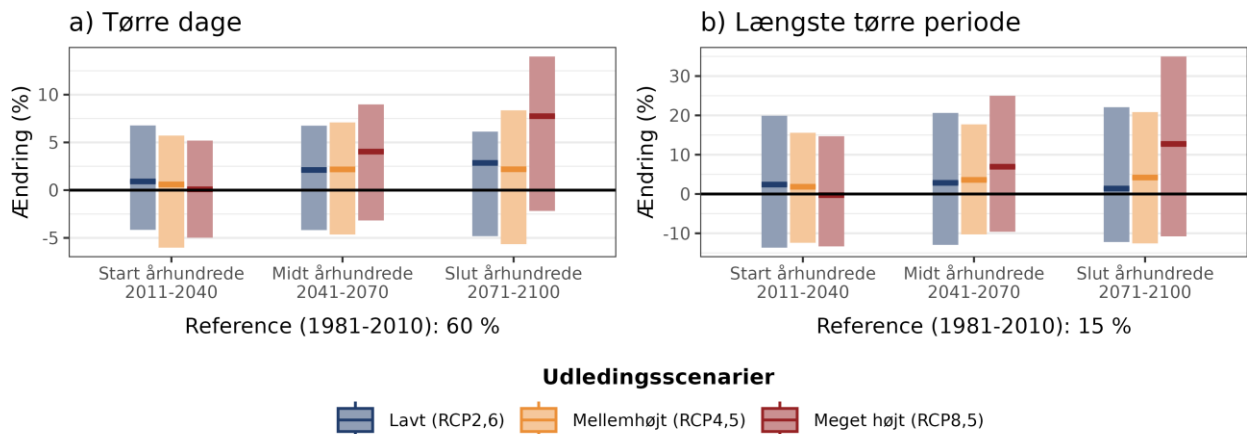 a) Tørre dage
Ændring (%)
10
5
0
-5
Start århundrede
2011-2040
Midt århundrede
2041-2070
Slut århundrede
2071-2100
Reference (1981-2010): 60 %
b) Længste tørre periode
Ændring (%)
30
20
10
0
-10
Start århundrede
2011-2040
Midt århundrede
2041-2070
Slut århundrede
2071-2100
Reference (1981-2010): 15 %
Udledingsscenarier
Lavt (RCP2,6)
Mellemhøjt (RCP4,5)
Meget højt (RCP8,5)